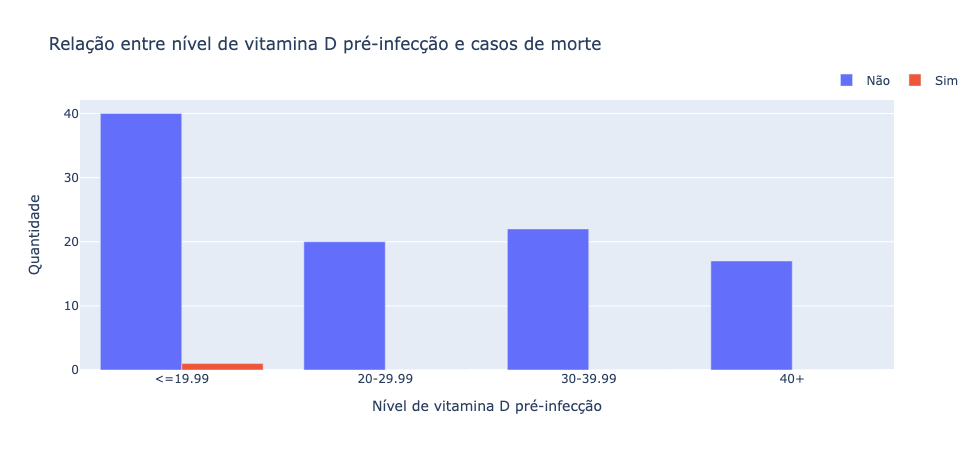 Relação entre nível de vitamina D pré-infecção e casos de morte
Não Sim
Quantidade
40
30
20
10
0
<=19.99 20-29.99 30-39.99 40+
Nível de vitamina D pré-infecção